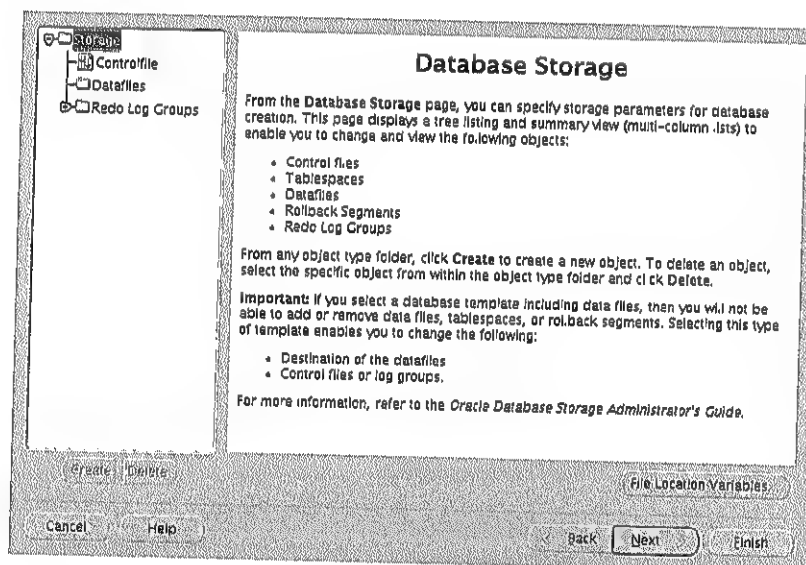 Storage
Controlfile
Datafiles
Redo Log Groups
Database Storage
From the Database Storage page, you can specify storage parameters for database
creation. This page displays a tree listing and summary view (multi-column lists) to
enable you to change and view the following objects:
• Control files
• Tablespaces
• Datafiles
• Rollback Segments
• Redo Log Groups
From any object type folder, click Create to create a new object. To delete an object,
select the specific object from within the object type folder and click Delete.
Important: If you select a database template including data files, then you will not be
able to add or remove data files, tablespaces, or rollback segments. Selecting this type
of template enables you to change the following:
• Destination of the datafiles
• Control files or log groups.
For more information, refer to the Oracle Database Storage Administrator's Guide.
Create Delete
File Location Variables
Cancel Help < Back Next > Finish